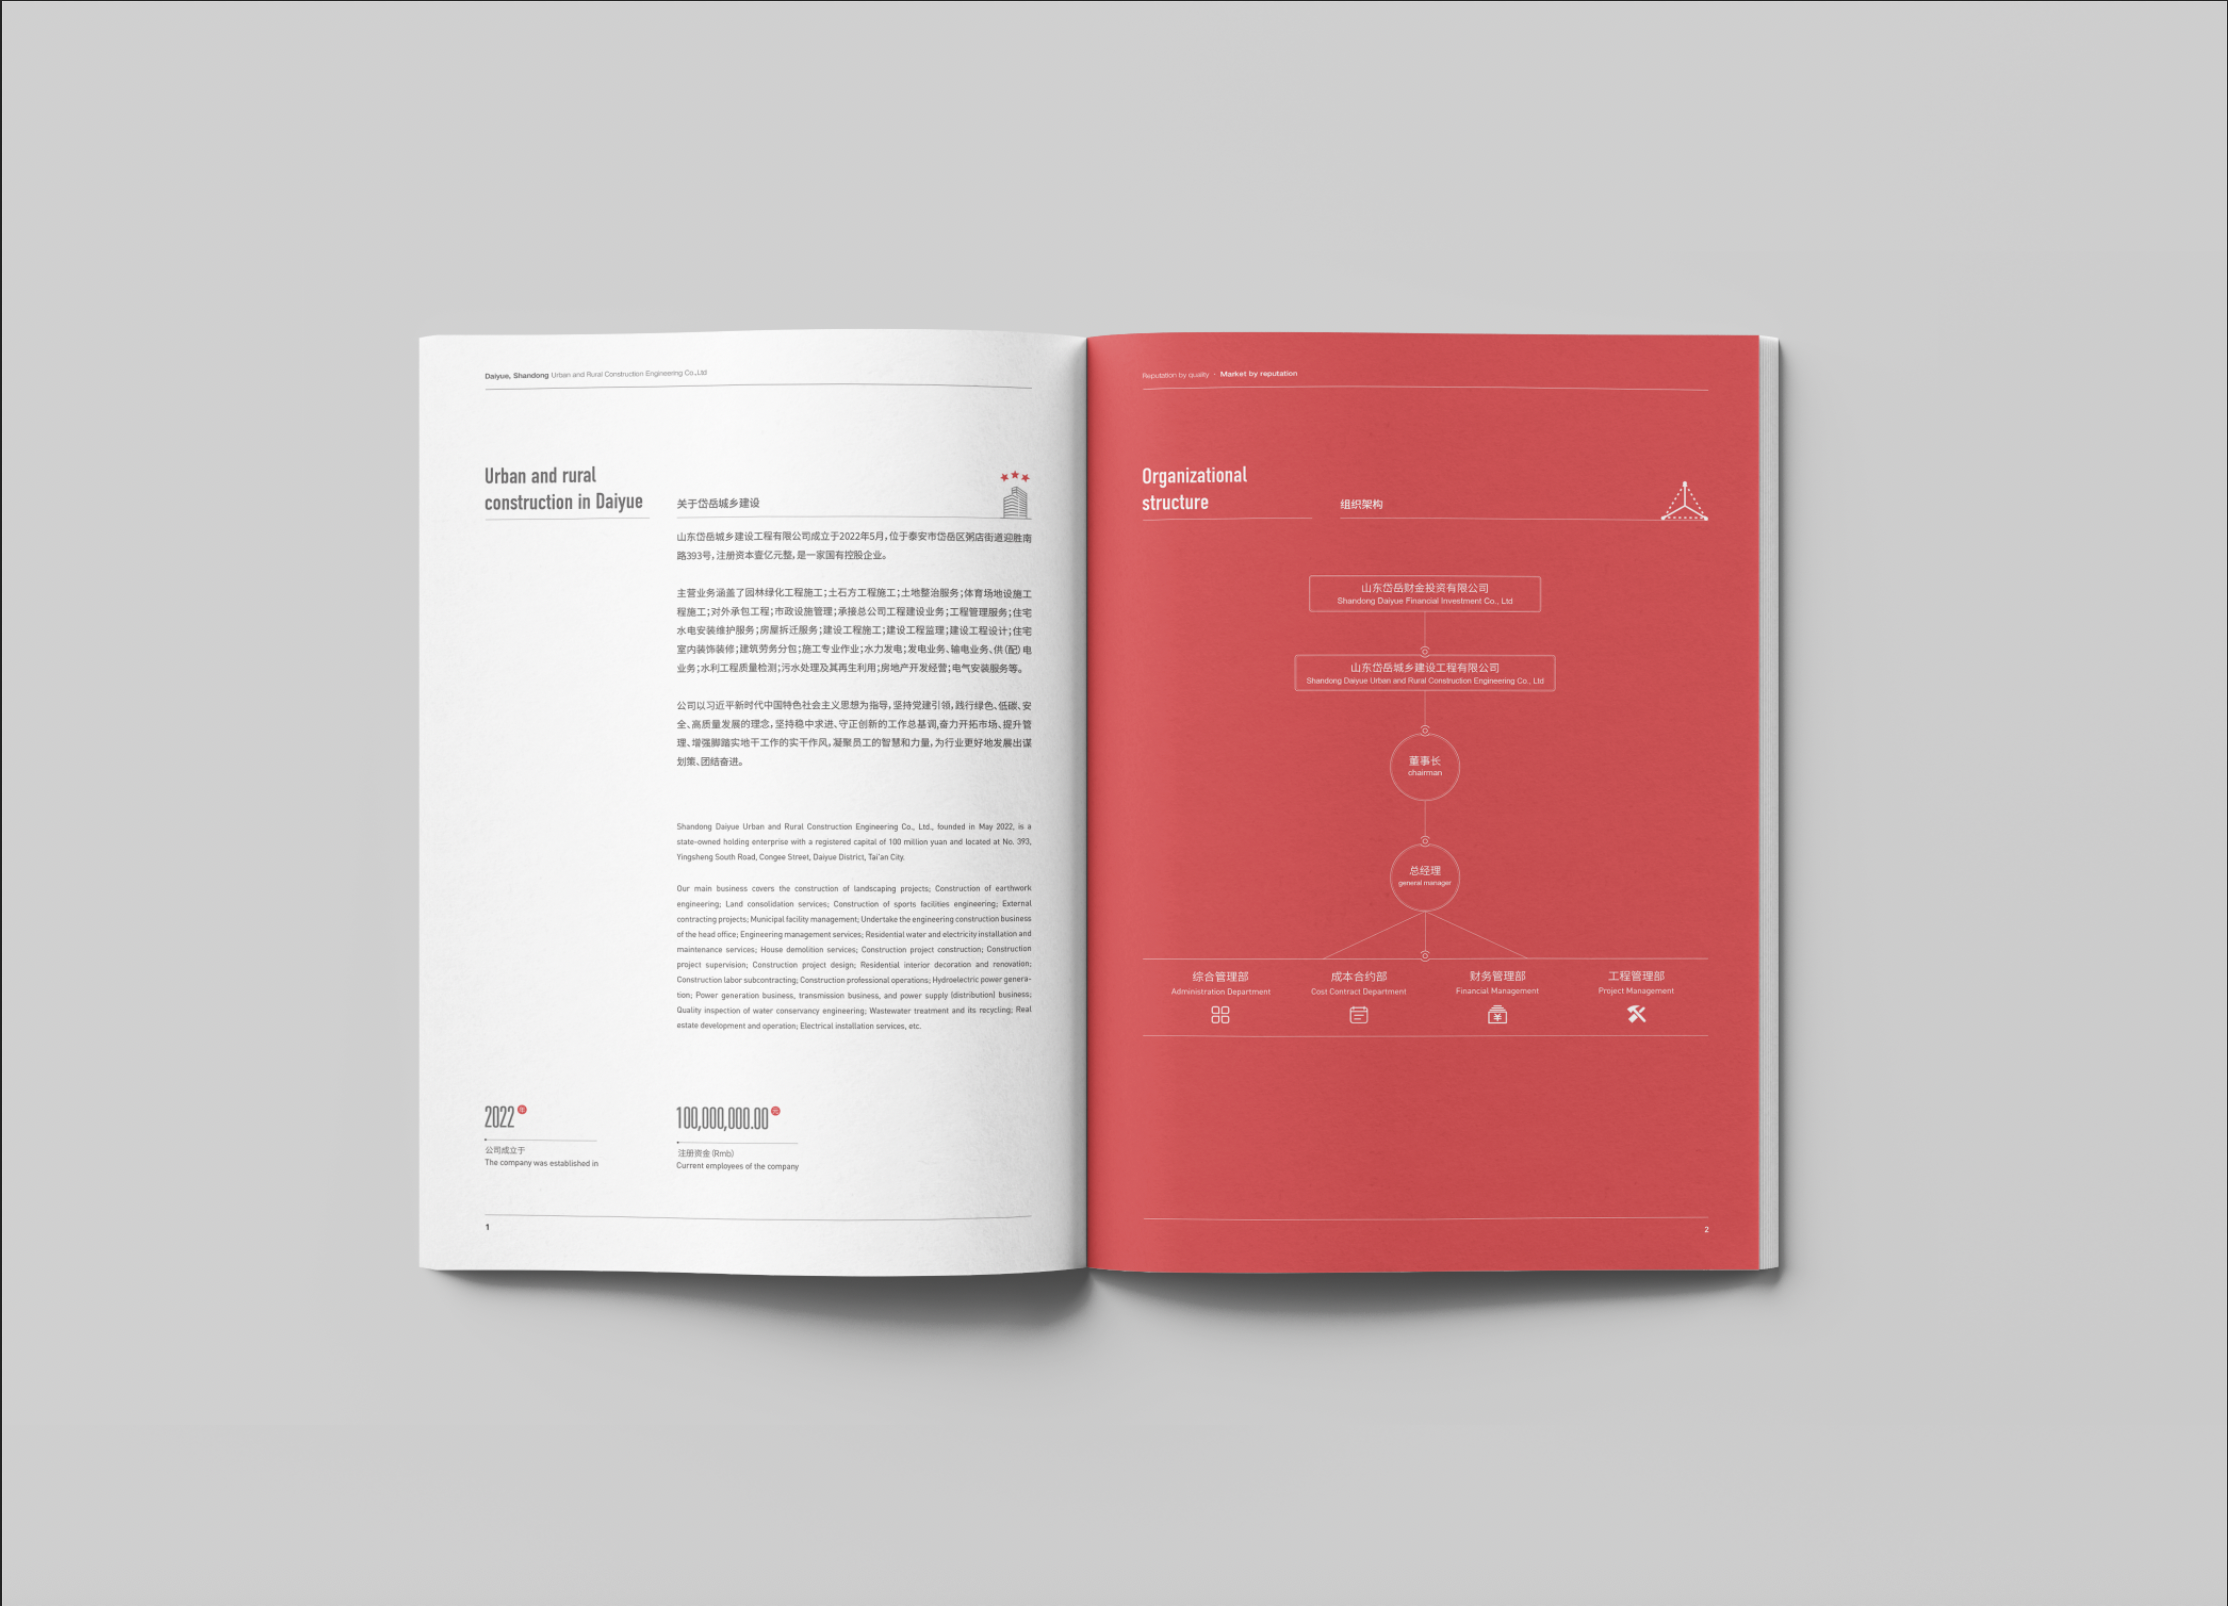 Daiyue, Shandong Urban and Rural Construction Engineering Co.,Ltd
Urban and rural
construction in Daiyue
关于岱岳城乡建设
山东岱岳城乡建设工程有限公司成立于2022年5月,位于泰安市岱岳区粥店街道迎胜南
路393号,注册资本壹亿元整,是一家国有控股企业。
主营业务涵盖了园林绿化工程施工;土石方工程施工;土地整治服务;体育场地设施工
程施工;对外承包工程;市政设施管理;承接总公司工程建设业务;工程管理服务;住宅
水电安装维护服务;房屋拆迁服务;建设工程施工;建设工程监理;建设工程设计;住宅
室内装饰装修;建筑劳务分包;施工专业作业;水力发电;发电业务、输电业务、供(配)电
业务;水利工程质量检测;污水处理及其再生利用;房地产开发经营;电气安装服务等。
公司以习近平新时代中国特色社会主义思想为指导,坚持党建引领,践行绿色、低碳、安
全、高质量发展的理念,坚持稳中求进、守正创新的工作总基调,奋力开拓市场、提升管
理、增强脚踏实地干工作的实干作风,凝聚员工的智慧和力量,为行业更好地发展出谋
划策、团结奋进。
Shandong Daiyue Urban and Rural Construction Engineering Co., Ltd., founded in May 2022, is a
state-owned holding enterprise with a registered capital of 100 million yuan and located at No. 393,
Yingsheng South Road, Congee Street, Daiyue District, Tai'an City.
Our main business covers the construction of landscaping projects; Construction of earthwork
engineering; Land consolidation services; Construction of sports facilities engineering; External
contracting projects; Municipal facility management; Undertake the engineering construction business
of the head office; Engineering management services; Residential water and electricity installation and
maintenance services; House demolition services; Construction project construction; Construction
project supervision; Construction project design; Residential interior decoration and renovation;
Construction labor subcontracting; Construction professional operations; Hydroelectric power genera-
tion; Power generation business, transmission business, and power supply (distribution) business;
Quality inspection of water conservancy engineering; Wastewater treatment and its recycling; Real
estate development and operation; Electrical installation services, etc.
2022
公司成立于
The company was established in
100,000,000.00
注册资金 (Rmb)
Current employees of the company
1
Reputation by quality · Market by reputation
Organizational
structure
组织架构
山东岱岳财金投资有限公司
Shandong Daiyue Financial Investment Co., Ltd
山东岱岳城乡建设工程有限公司
Shandong Daiyue Urban and Rural Construction Engineering Co., Ltd
董事长
chairman
总经理
general manager
综合管理部
Administration Department
成本合约部
Cost Contract Department
财务管理部
Financial Management
¥
工程管理部
Project Management
2